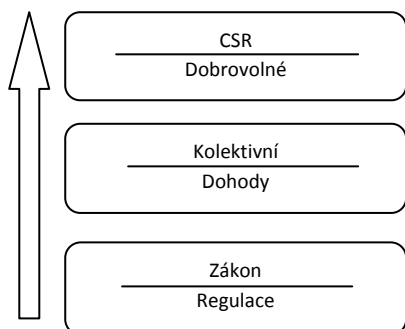 CSR
Dobrovolné
Kolektivní
Dohody
Zákon
Regulace